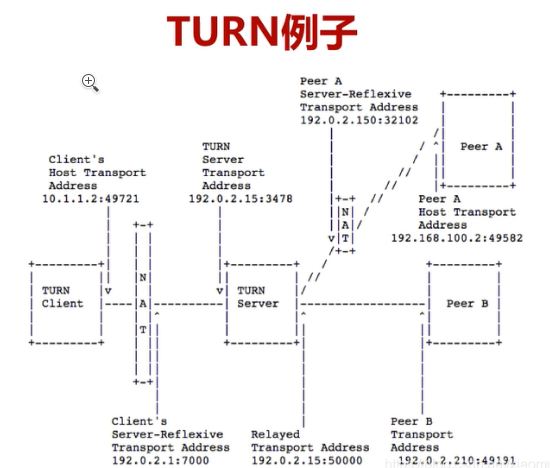 TURN例子
Peer A
Server-Reflexive
Transport Address
192.0.2.150:32102
TURN
Server
Transport
Address
192.0.2.15:3478
Client's
Host Transport
Address
10.1.1.2:49721
Peer A
Peer A
Host Transport
Address
192.168.100.2:49582
N
A
T
TURN
Client
N
A
T
TURN
Server
Peer B
Client's
Server-Reflexive
Transport Address
192.0.2.1:7000
Relayed
Transport Address
192.0.2.15:50000
Peer B
Transport
Address
192.0.2.210:49191